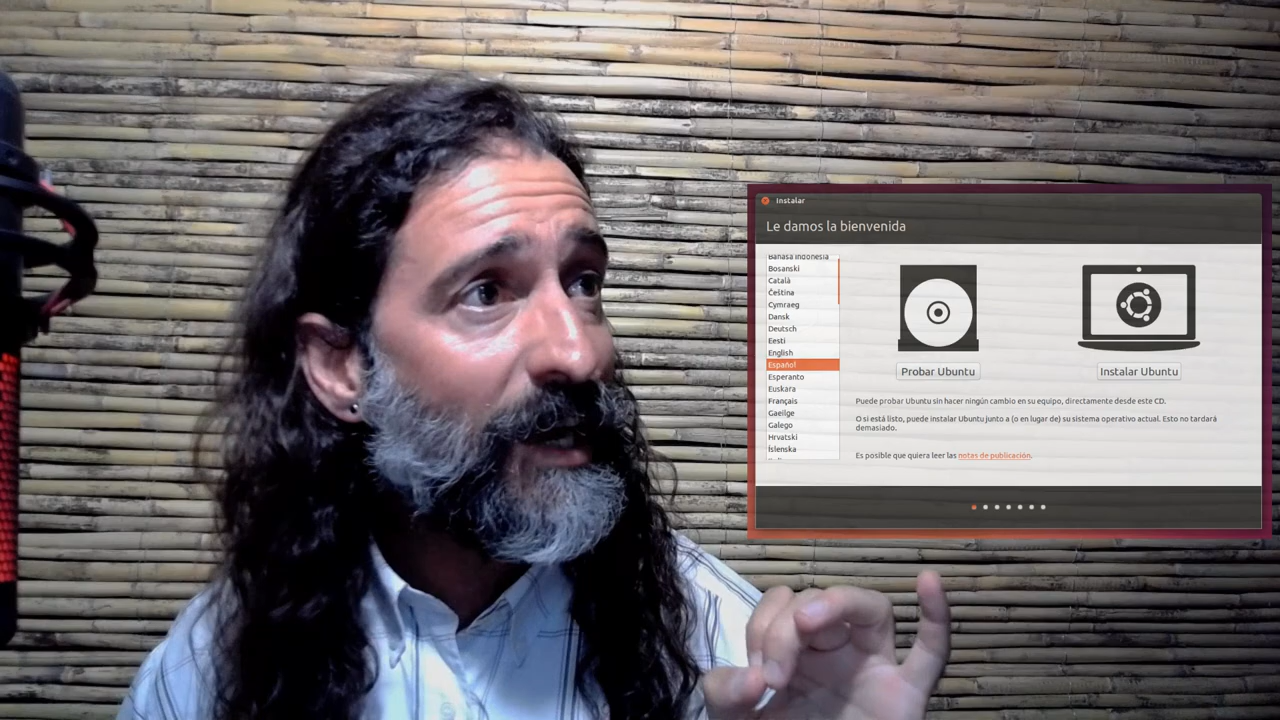 Instalar
Le damos la bienvenida
Bahasa Indonesia
Bosanski
Català
Čeština
Cymraeg
Dansk
Deutsch
Eesti
English
Español
Esperanto
Euskara
Français
Gaeilge
Galego
Hrvatski
Íslenska
Probar Ubuntu
Instalar Ubuntu
Puede probar Ubuntu sin hacer ningún cambio en su equipo, directamente desde este CD.
O si está listo, puede instalar Ubuntu junto a (o en lugar de) su sistema operativo actual. Esto no tardará
demasiado.
Es posible que quiera leer las notas de publicación.